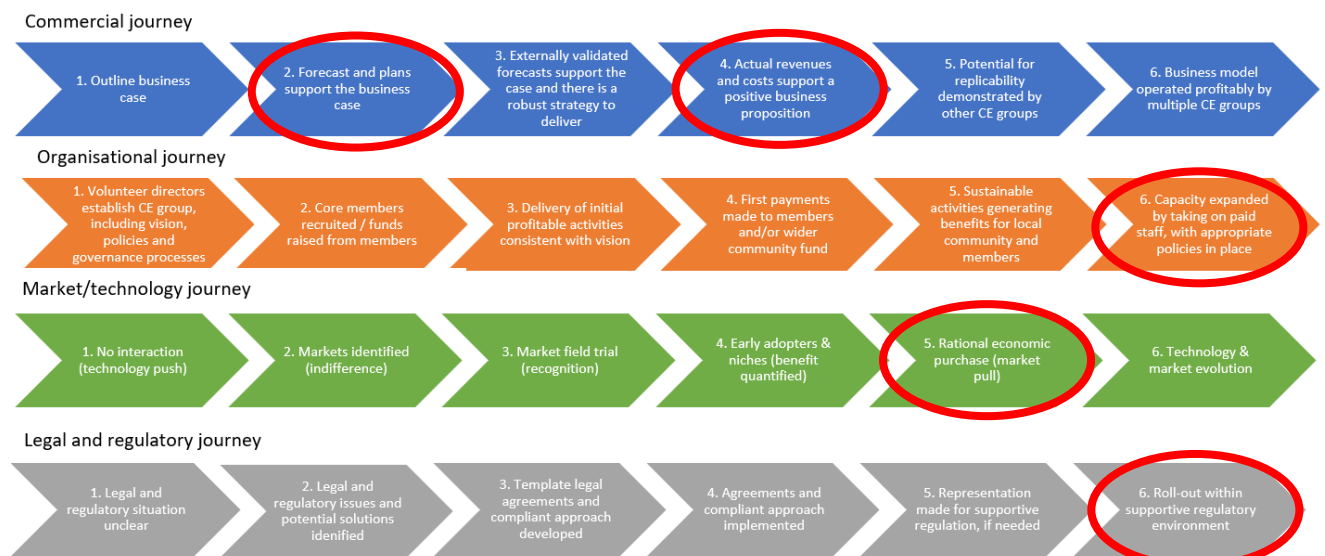 Commercial journey
1. Outline business
case
2. Forecast and plans
support the business
case
3. Externally validated
forecasts support the
case and there is a
robust strategy to
deliver
4. Actual revenues
and costs support a
positive business
proposition
5. Potential for
replicability
demonstrated by
other CE groups
6. Business model
operated profitably by
multiple CE groups
Organisational journey
1. Volunteer directors
establish CE group,
including vision,
policies and
governance processes
2. Core members
recruited / funds
raised from members
3. Delivery of initial
profitable activities
consistent with vision
4. First payments
made to members
and/or wider
community fund
5. Sustainable
activities generating
benefits for local
community and
members
6. Capacity expanded
by taking on paid
staff, with appropriate
policies in place
Market/technology journey
1. No interaction
(technology push)
2. Markets identified
(indifference)
3. Market field trial
(recognition)
4. Early adopters &
niches (benefit
quantified)
5. Rational economic
purchase (market
pull)
6. Technology &
market evolution
Legal and regulatory journey
1. Legal and
regulatory situation
unclear
2. Legal and
regulatory issues and
potential solutions
idenified
3. Template legal
agreements and
compliant approach
developed
4. Agreements and
compliant approach
implemented
5. Representation
made for supportive
regulation, if needed
6. Roll-out within
supportive regulatory
environment